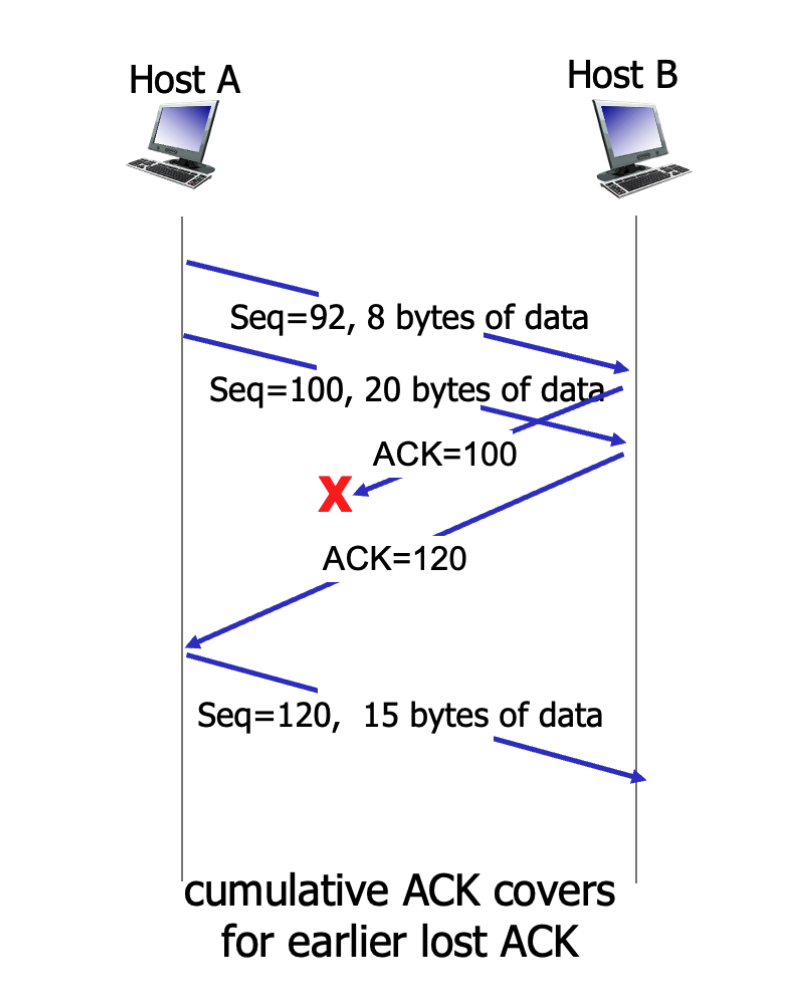 Host A
Host B
Seq=92, 8 bytes of data
Seq=100, 20 bytes of data
ACK=100
X
ACK=120
Seq=120, 15 bytes of data
cumulative ACK covers
for earlier lost ACK